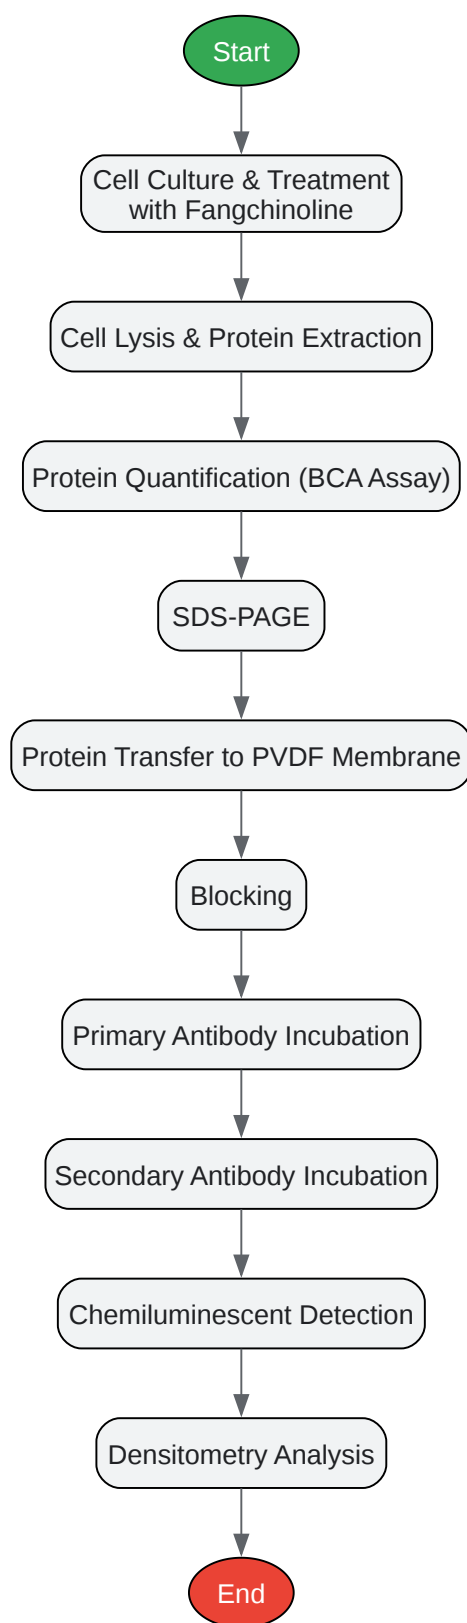 Start
Cell Culture & Treatment
with Fangchinoline
Cell Lysis & Protein Extraction
Protein Quantification (BCA Assay)
SDS-PAGE
Protein Transfer to PVDF Membrane
Blocking
Primary Antibody Incubation
Secondary Antibody Incubation
Chemiluminescent Detection
Densitometry Analysis
End